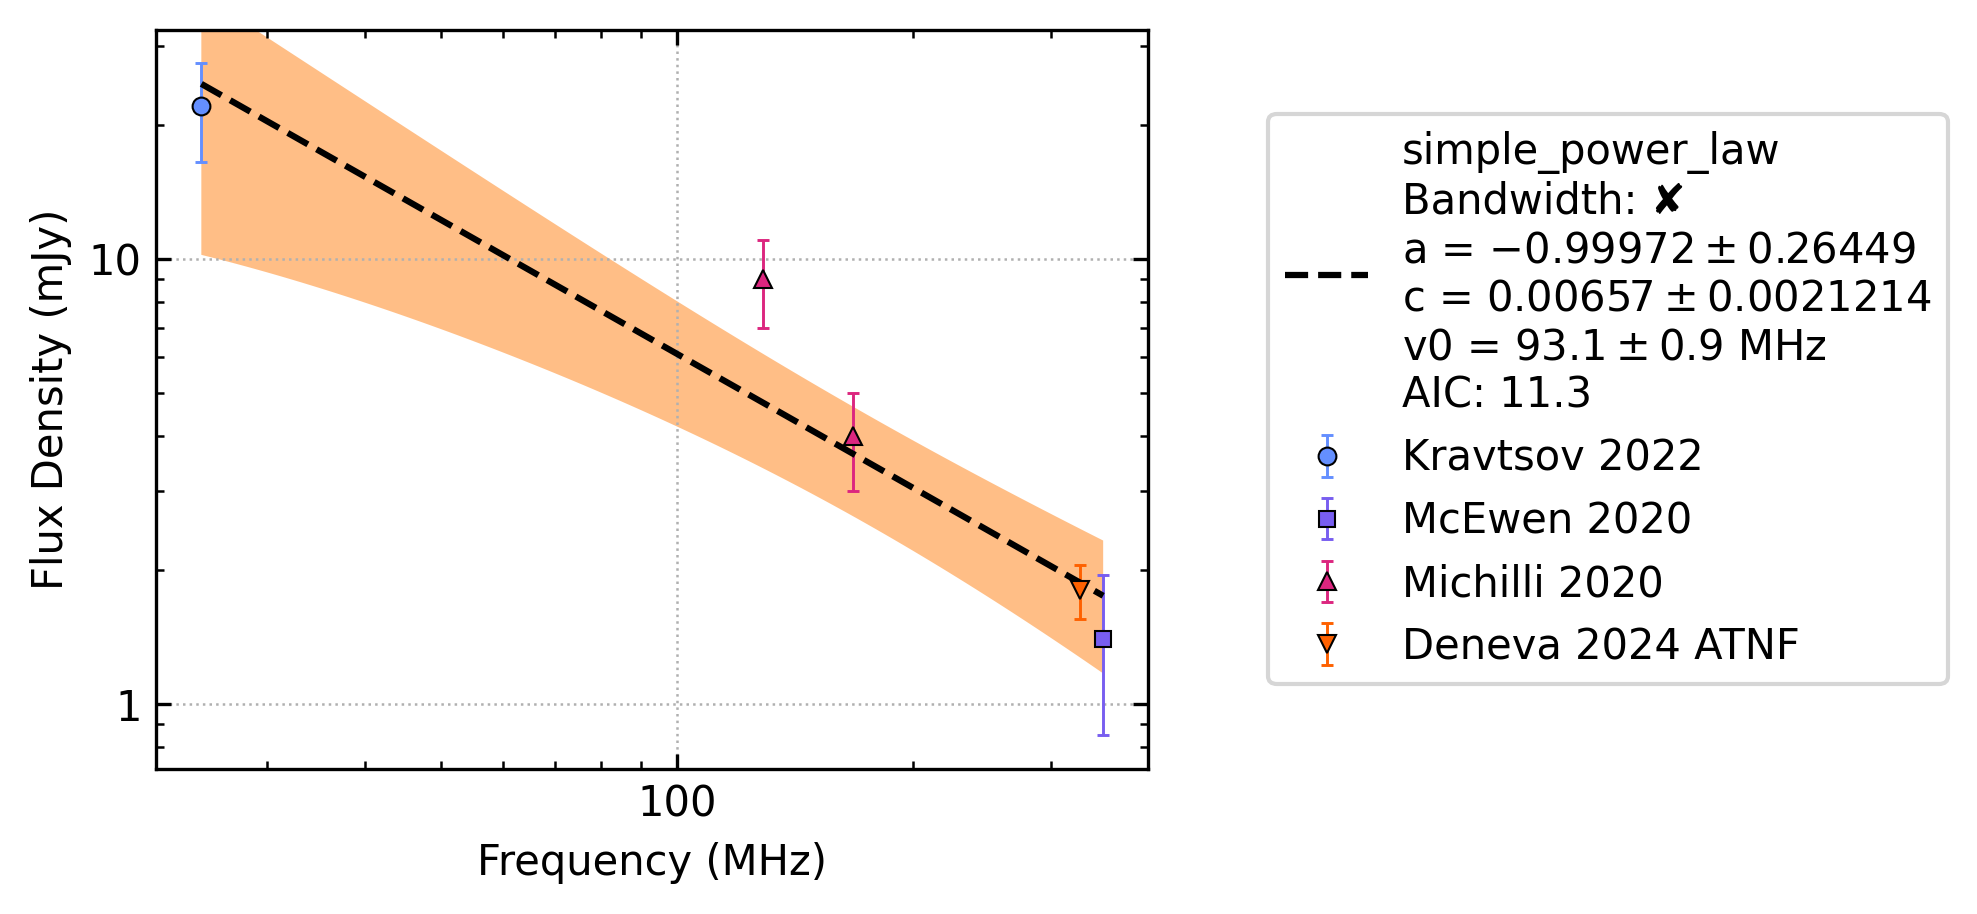 Flux Density (mJy)
10
1
100
Frequency (MHz)
simple_power_law
Bandwidth: ✘
a = −0.99972 ± 0.26449
c = 0.00657 ± 0.0021214
v0 = 93.1 ± 0.9 MHz
AIC: 11.3
Kravtsov 2022
McEwen 2020
Michilli 2020
Deneva 2024 ATNF